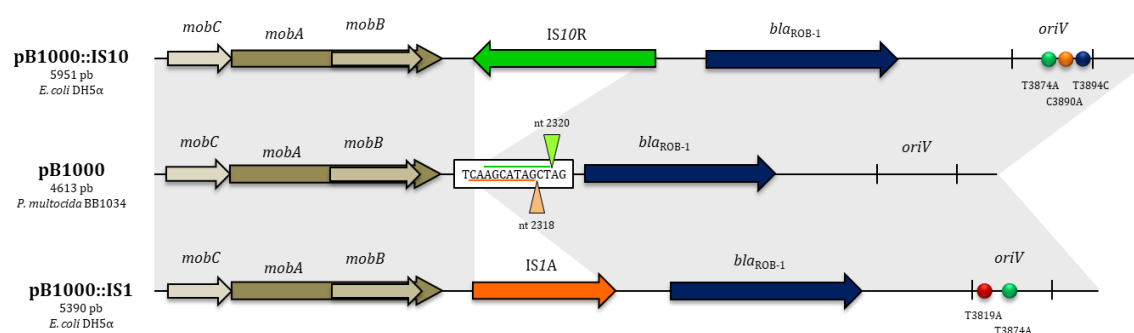 mobC mobA mobB IS10R blaROB-1 oriV
pB1000::IS10
5951 pb
E. coli DH5α
T3874A T3894C
C3890A
nt 2320
mobC mobA mobB blaROB-1 oriV
pB1000
4613 pb
P. multocida BB1034
TCAAGCATAGCTAG
nt 2318
mobC mobA mobB IS1A blaROB-1 oriV
pB1000::IS1
5390 pb
E. coli DH5α
T3819A
T3874A